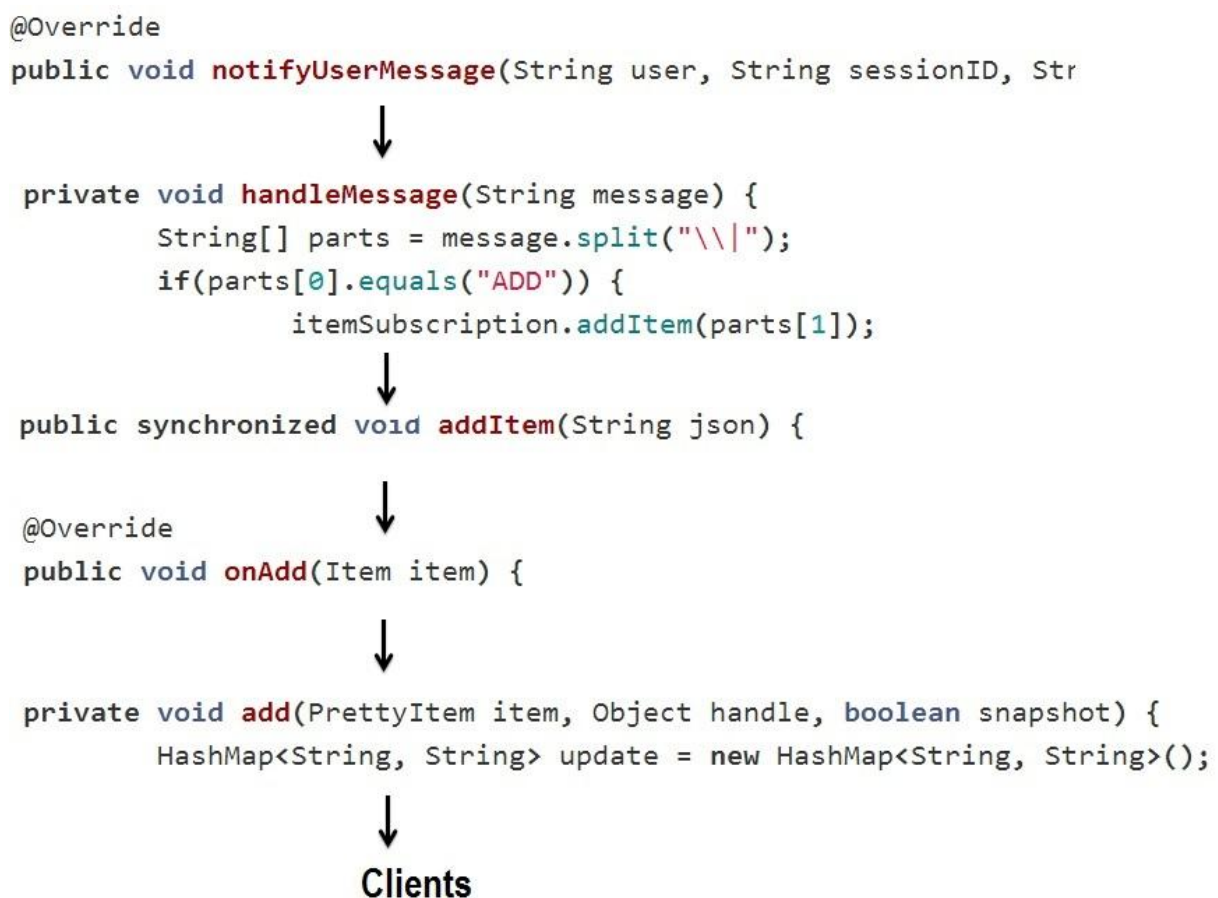 @Override
public void notifyUserMessage(String user, String sessionID, Str
private void handleMessage(String message) {
String[] parts = message.split("\\|");
if(parts[0].equals("ADD")) {
itemSubscription.addItem(parts[1]);
public synchronized void addItem(String json) {
@Override
public void onAdd(Item item) {
private void add(PrettyItem item, Object handle, boolean snapshot) {
HashMap<String, String> update = new HashMap<String, String>();
Clients